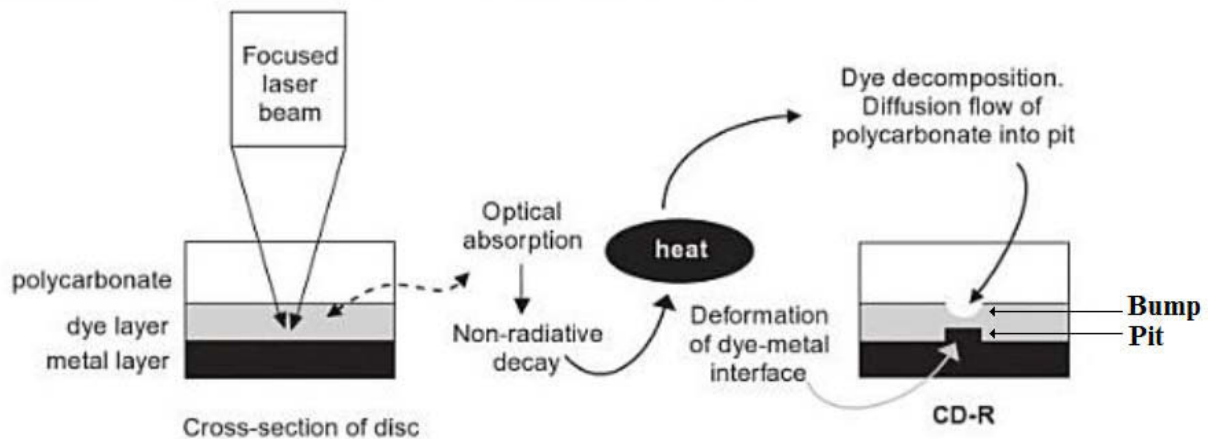 Focused
laser
beam
Dye decomposition.
Diffusion flow of
polycarbonate into pit
Optical
absorption
heat
polycarbonate
dye layer
metal layer
Non-radiative
decay
Deformation
of dye-metal
interface
Bump
Pit
Cross-section of disc
CD-R